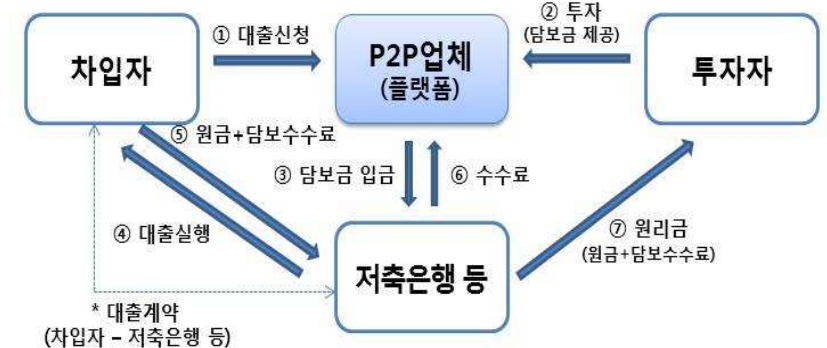 ① 대출신청
② 투자
(담보금 제공)
차입자
P2P업체
(플랫폼)
투자자
⑤ 원금+담보수수료
③ 담보금 입금
⑥ 수수료
④ 대출실행
⑦ 원리금
(원금+담보수수료)
저축은행 등
* 대출계약
(차입자 – 저축은행 등)